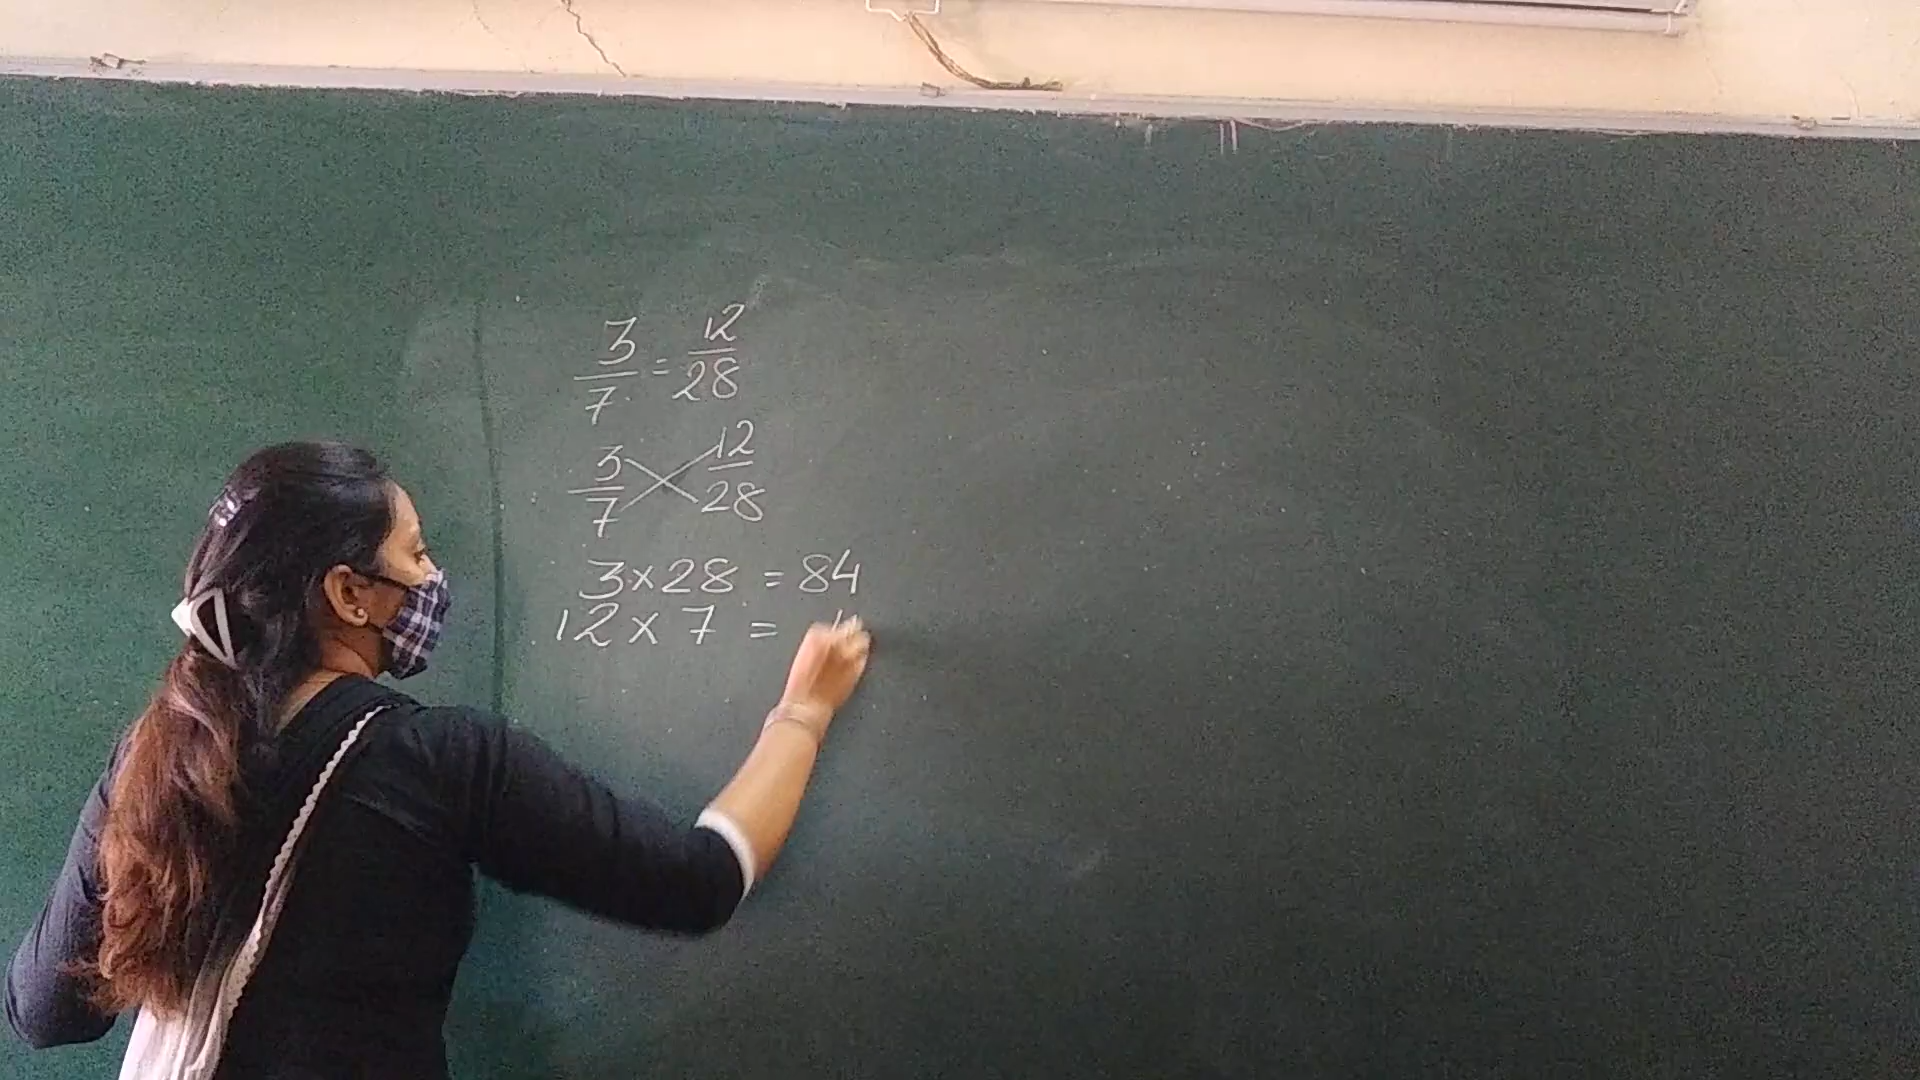 3/7 = 12/28
3/7 12/28
3 x 28 = 84
12 x 7 =